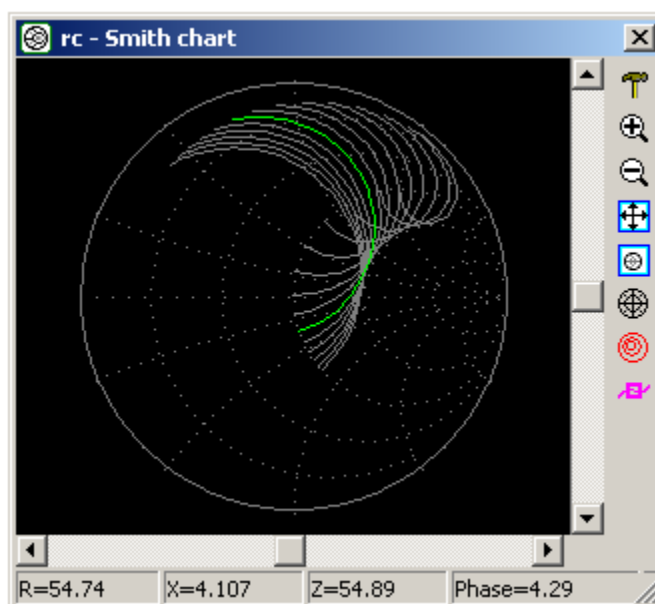 rc - Smith chart
R=54.74 X=4.107 Z=54.89 Phase=4.29